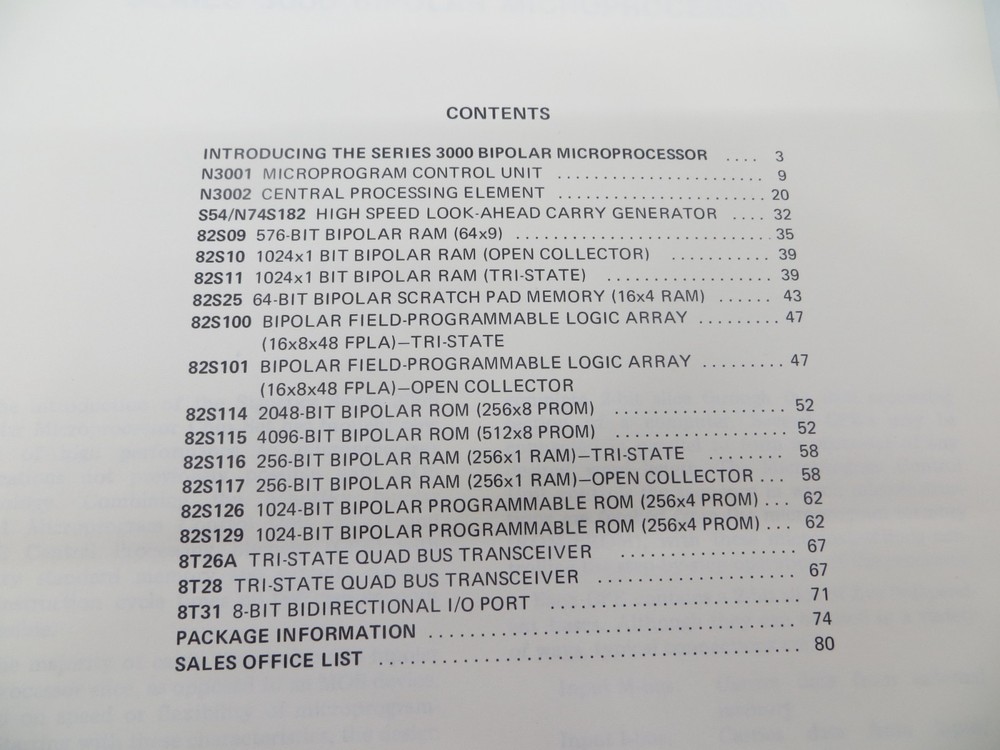 CONTENTS
INTRODUCING THE SERIES 3000 BIPOLAR MICROPROCESSOR .... 3
N3001 MICROPROGRAM CONTROL UNIT ........................ 9
N3002 CENTRAL PROCESSING ELEMENT ........................ 20
S54/N74S182 HIGH SPEED LOOK-AHEAD CARRY GENERATOR .... 32
82S09 576-BIT BIPOLAR RAM (64x9) ............................. 35
82S10 1024x1 BIT BIPOLAR RAM (OPEN COLLECTOR) ........... 39
82S11 1024x1 BIT BIPOLAR RAM (TRI-STATE) .................. 39
82S25 64-BIT BIPOLAR SCRATCH PAD MEMORY (16x4 RAM) ...... 43
82S100 BIPOLAR FIELD-PROGRAMMABLE LOGIC ARRAY ......... 47
(16x8x48 FPLA)—TRI-STATE
82S101 BIPOLAR FIELD-PROGRAMMABLE LOGIC ARRAY ......... 47
(16x8x48 FPLA)—OPEN COLLECTOR
82S114 2048-BIT BIPOLAR ROM (256x8 PROM) .................. 52
82S115 4096-BIT BIPOLAR ROM (512x8 PROM) .................. 52
82S116 256-BIT BIPOLAR RAM (256x1 RAM)—TRI-STATE ........ 58
82S117 256-BIT BIPOLAR RAM (256x1 RAM)—OPEN COLLECTOR ... 58
82S126 1024-BIT BIPOLAR PROGRAMMABLE ROM (256x4 PROM) ... 62
82S129 1024-BIT BIPOLAR PROGRAMMABLE ROM (256x4 PROM) ... 62
8T26A TRI-STATE QUAD BUS TRANSCEIVER .................. 67
8T28 TRI-STATE QUAD BUS TRANSCEIVER .................... 67
8T31 8-BIT BIDIRECTIONAL I/O PORT ......................... 71
PACKAGE INFORMATION .................................... 74
SALES OFFICE LIST ......................................... 80